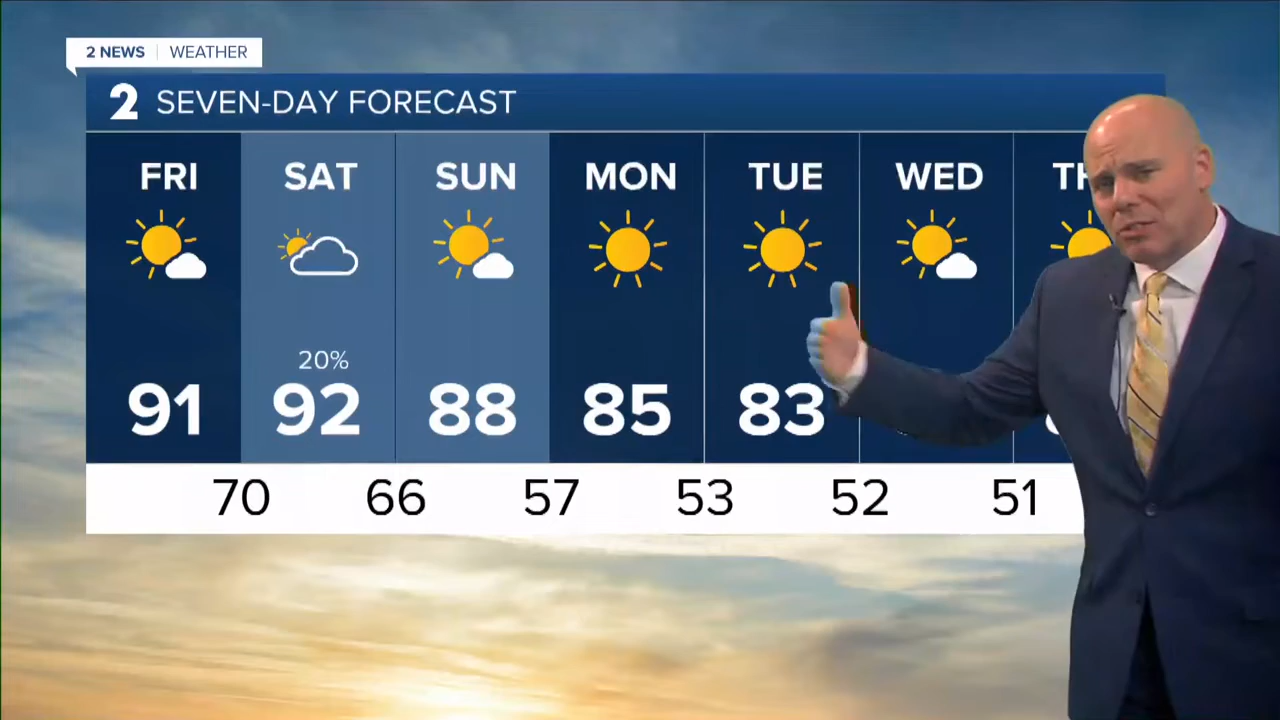 2 NEWS | WEATHER
2 SEVEN-DAY FORECAST
FRI SAT SUN MON TUE WED
20%
91 92 88 85 83
70 66 57 53 52 51